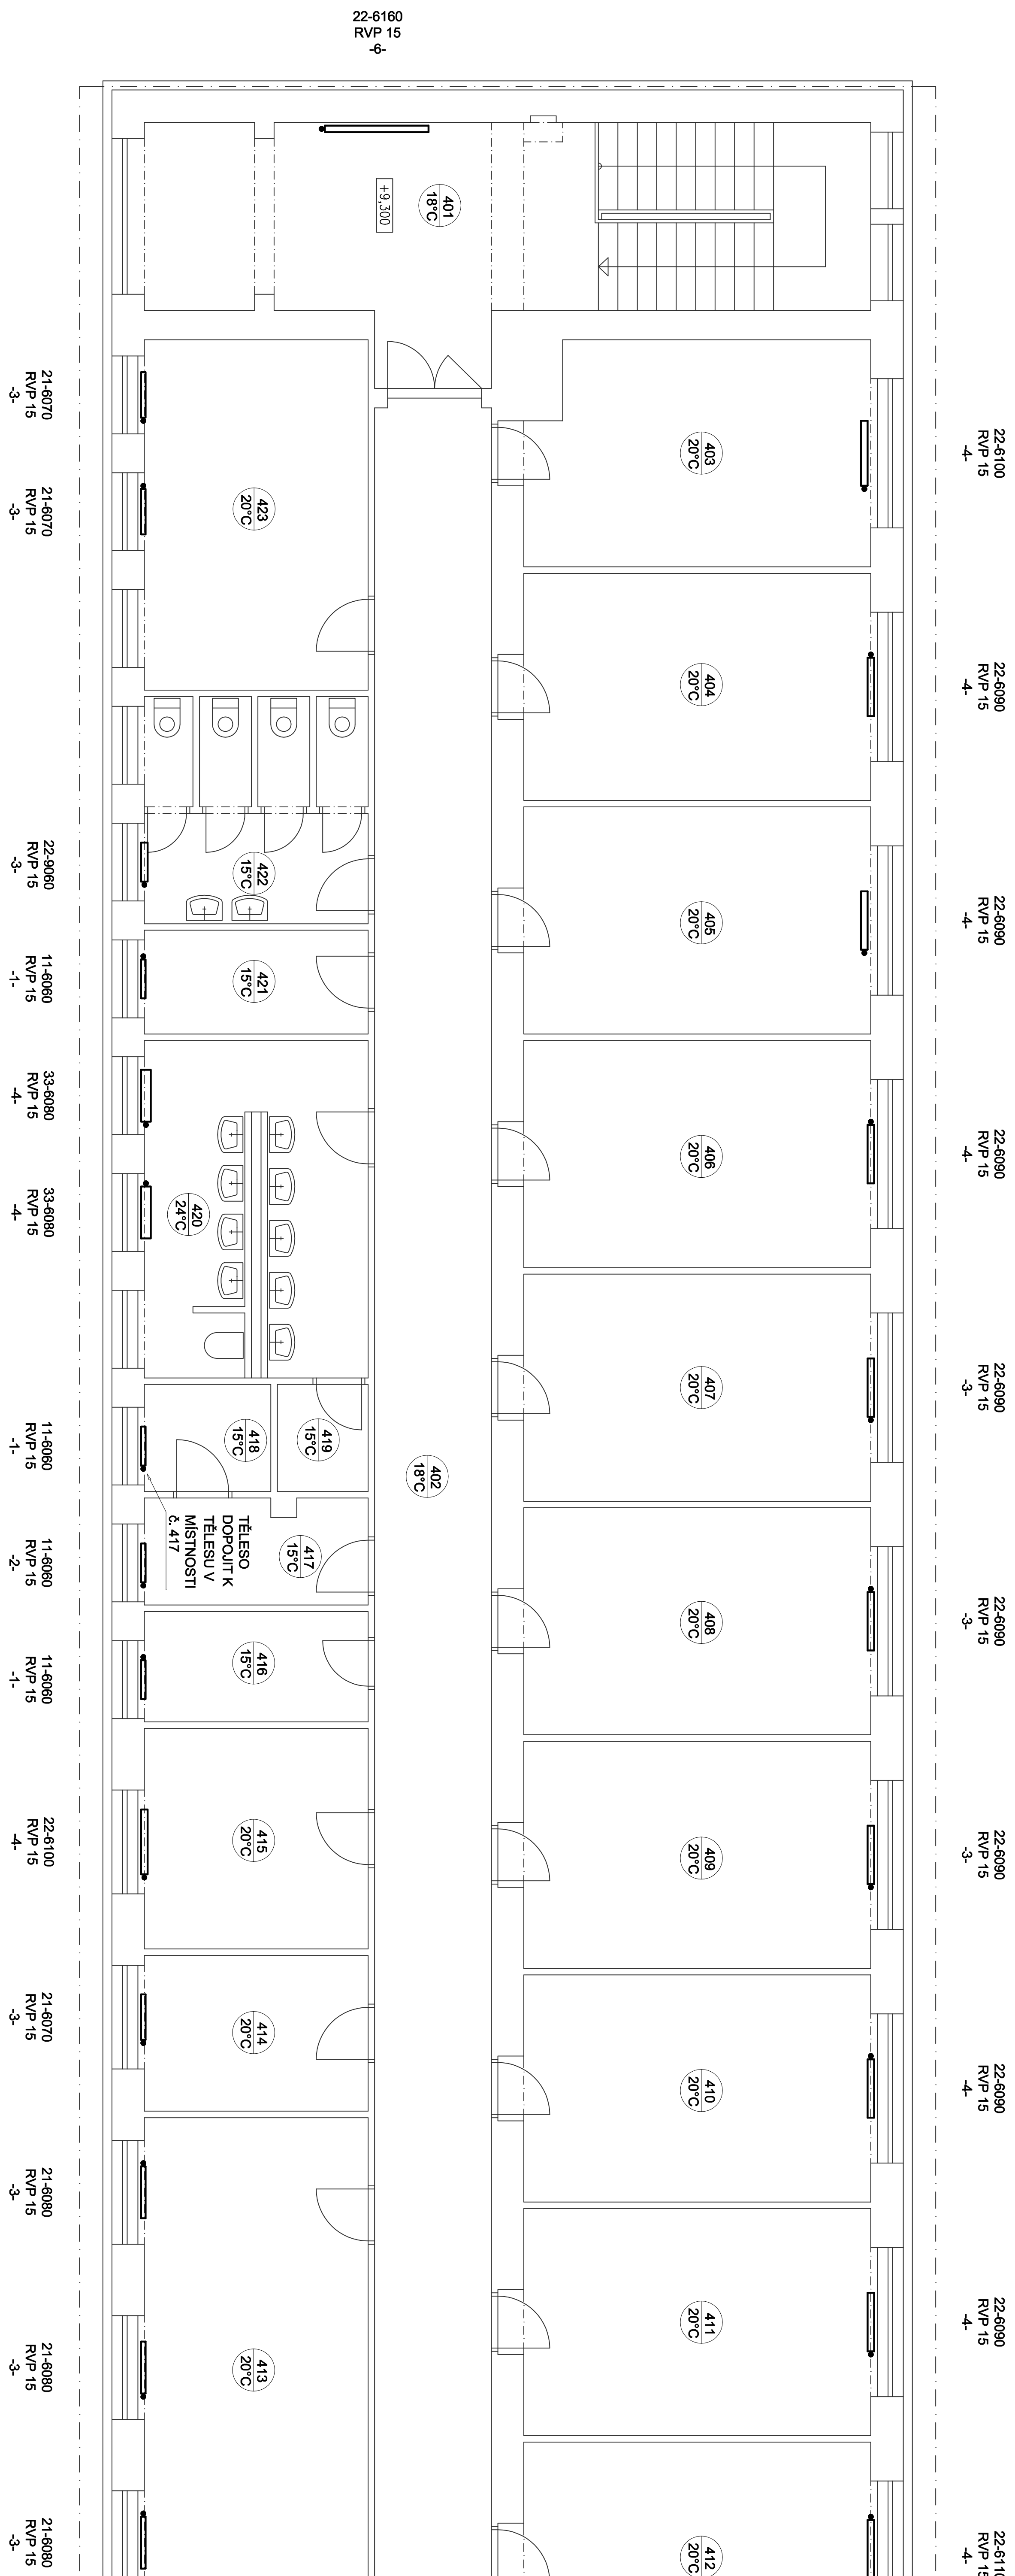 22-6160
RVP 15
-6-
401
18°C
+9,300
22-6100
RVP 15
-4-
403
20°C
22-6090
RVP 15
-4-
404
20°C
22-6090
RVP 15
-4-
405
20°C
22-6090
RVP 15
-4-
406
20°C
22-6090
RVP 15
-3-
407
20°C
22-6090
RVP 15
-3-
408
20°C
22-6090
RVP 15
-3-
409
20°C
22-6090
RVP 15
-4-
410
20°C
22-6090
RVP 15
-4-
411
20°C
22-6110
RVP 15
-4-
412
20°C
402
18°C
423
20°C
21-6070
RVP 15
-3-
21-6070
RVP 15
-3-
422
15°C
22-9060
RVP 15
-3-
421
15°C
11-6060
RVP 15
-1-
420
24°C
33-6080
RVP 15
-4-
33-6080
RVP 15
-4-
419
15°C
418
15°C
11-6060
RVP 15
-1-
TĚLESO
DOPOJIT K
TĚLESU V
MÍSTNOSTI
č. 417
417
15°C
11-6060
RVP 15
-2-
416
15°C
11-6060
RVP 15
-1-
415
20°C
22-6100
RVP 15
-4-
414
20°C
21-6070
RVP 15
-3-
413
20°C
21-6080
RVP 15
-3-
21-6080
RVP 15
-3-
21-6080
RVP 15
-3-